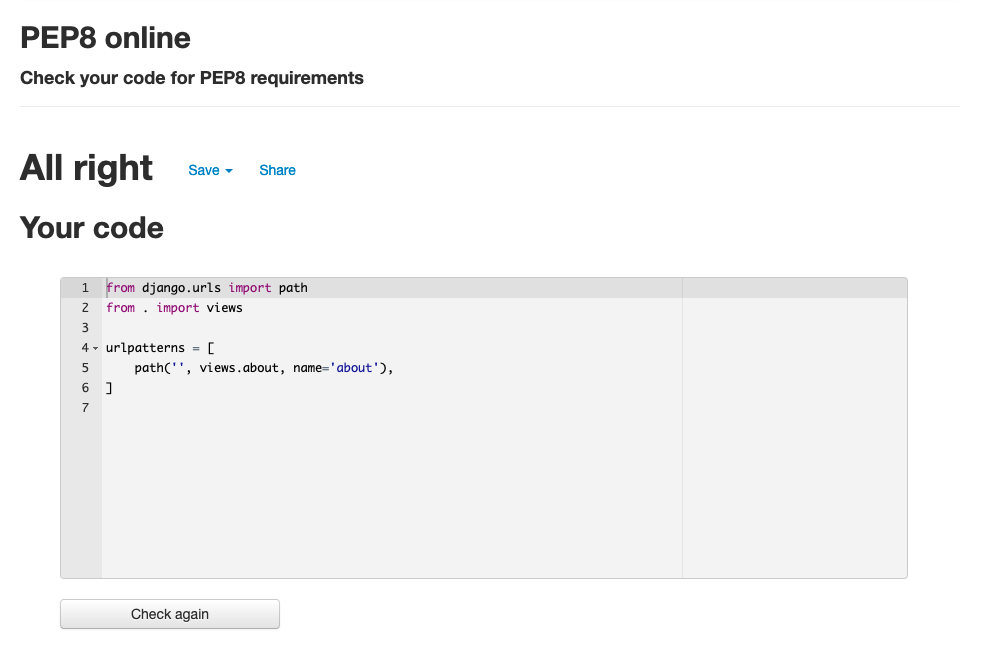 PEP8 online
Check your code for PEP8 requirements
All right Save Share
Your code
1 from django.urls import path
2 from . import views
3
4 urlpatterns = [
5     path('', views.about, name='about'),
6 ]
7
Check again